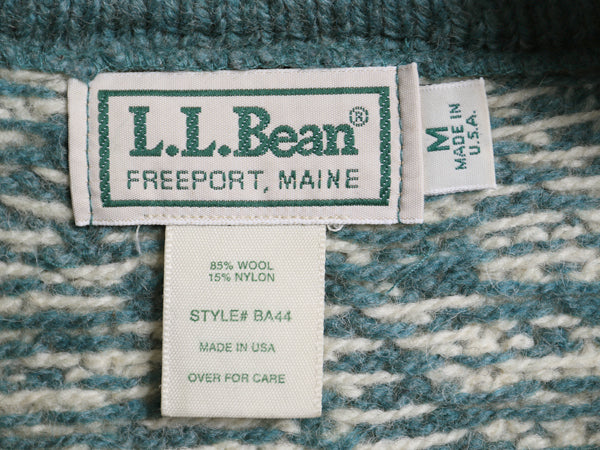 L.L.Bean®
FREEPORT, MAINE
M
MADE IN
U.S.A.
85% WOOL
15% NYLON
STYLE# BA44
MADE IN USA
OVER FOR CARE